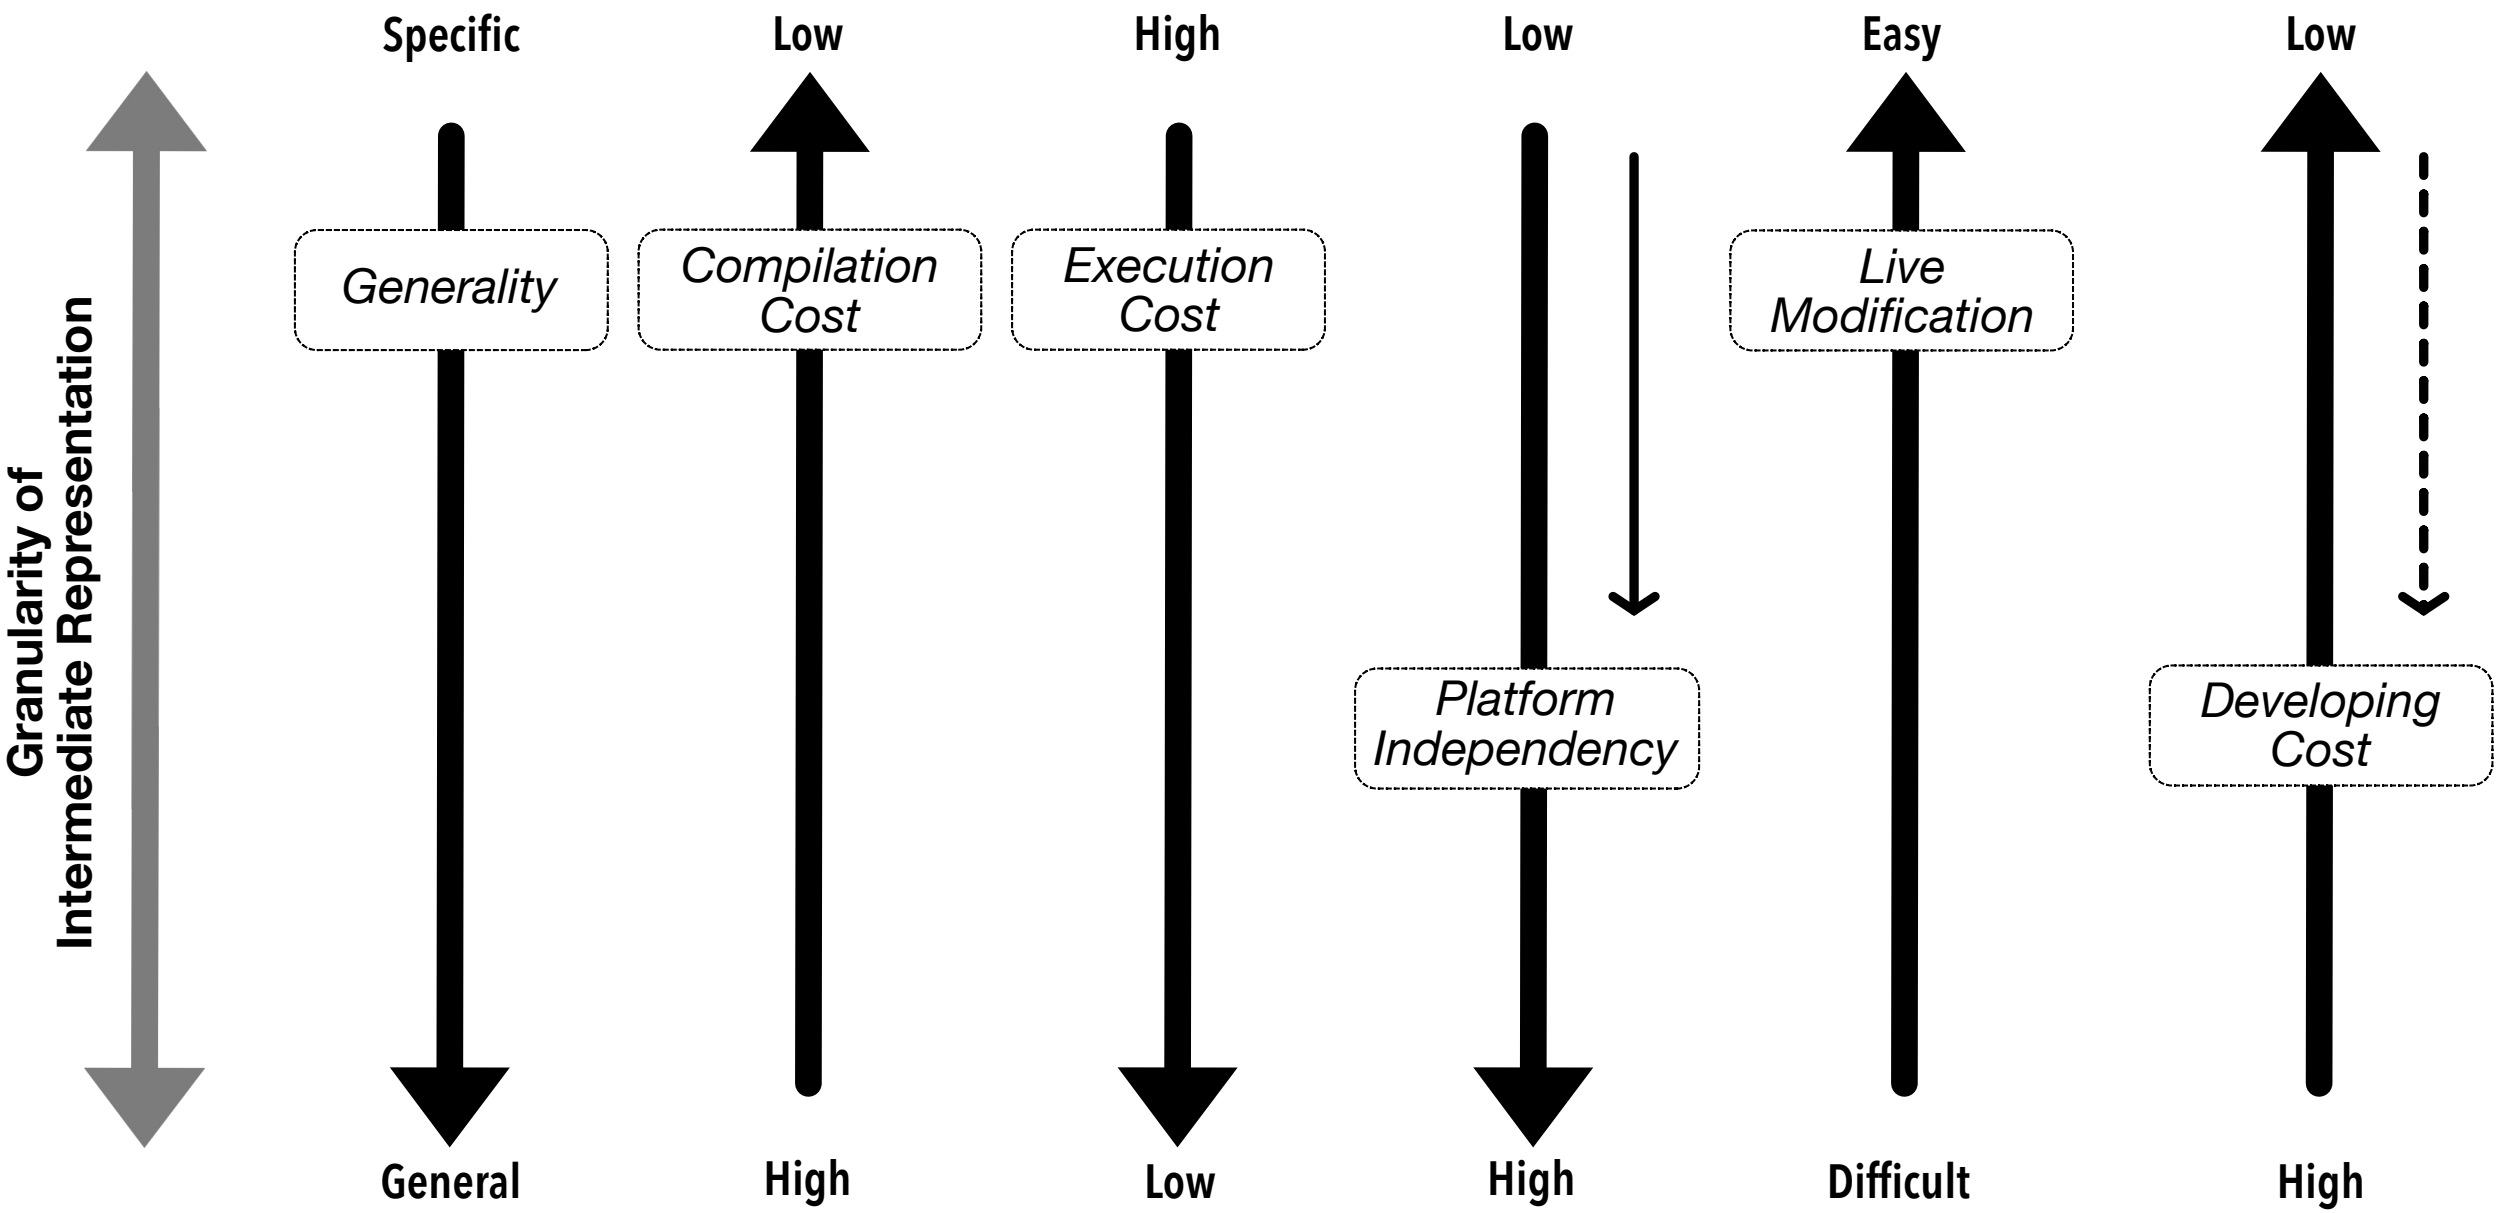 Specific
Low
High
Low
Easy
Low
Granularity of
Intermediate Representation
Generality
Compilation
Cost
Execution
Cost
Platform
Independency
Live
Modification
Developing
Cost
General
High
Low
High
Difficult
High